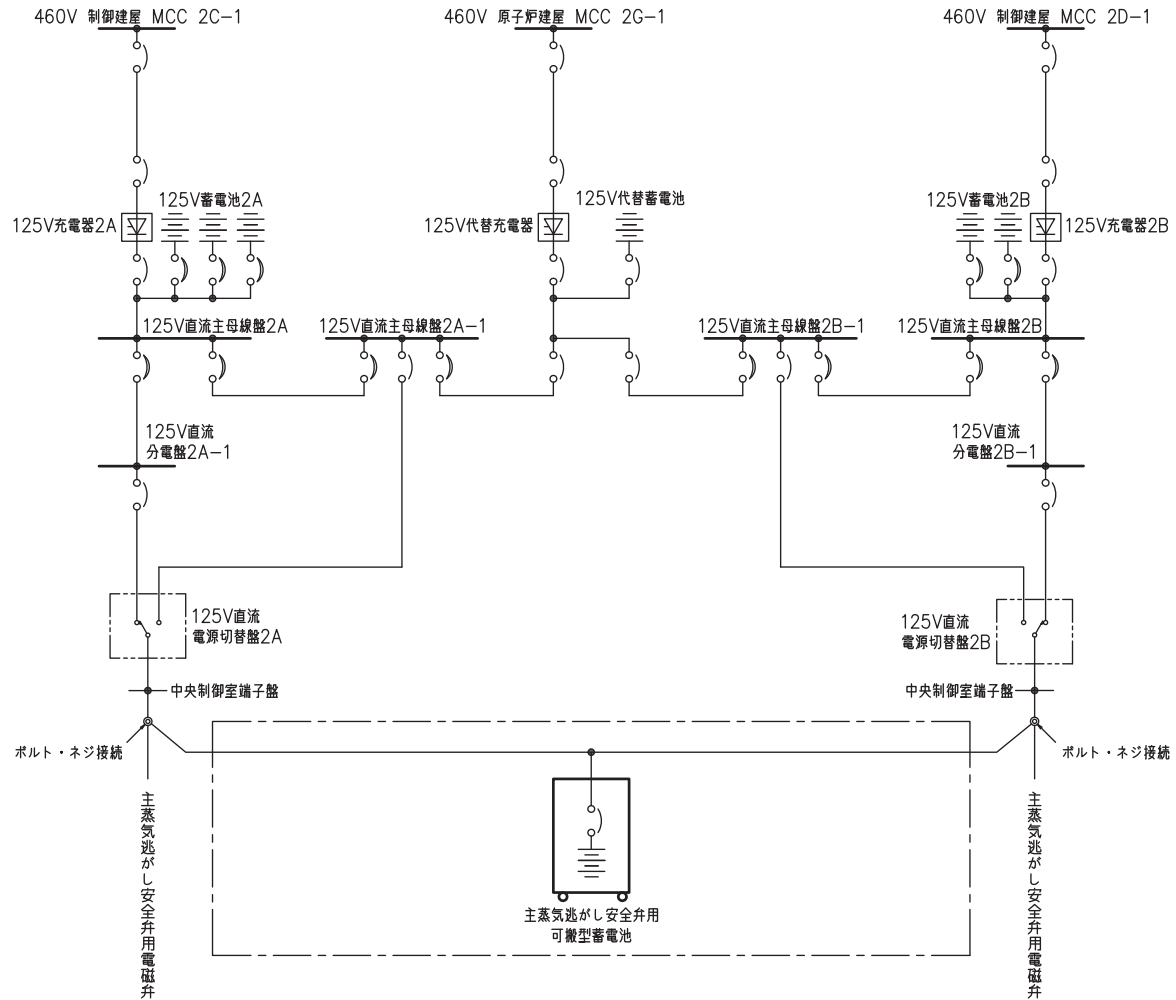 460V 制御建屋 MCC 2C-1
460V 原子炉建屋 MCC 2G-1
460V 制御建屋 MCC 2D-1
125V蓄電池2A
125V代替蓄電池
125V蓄電池2B
125V充電器2A
125V代替充電器
125V充電器2B
125V直流主母線盤2A
125V直流主母線盤2A-1
125V直流主母線盤2B-1
125V直流主母線盤2B
125V直流
分電盤2A-1
125V直流
分電盤2B-1
125V直流
電源切替盤2A
125V直流
電源切替盤2B
中央制御室端子盤
中央制御室端子盤
ボルト・ネジ接続
ボルト・ネジ接続
主蒸気逃がし安全弁用電磁弁
主蒸気逃がし安全弁用
可搬型蓄電池
主蒸気逃がし安全弁用電磁弁